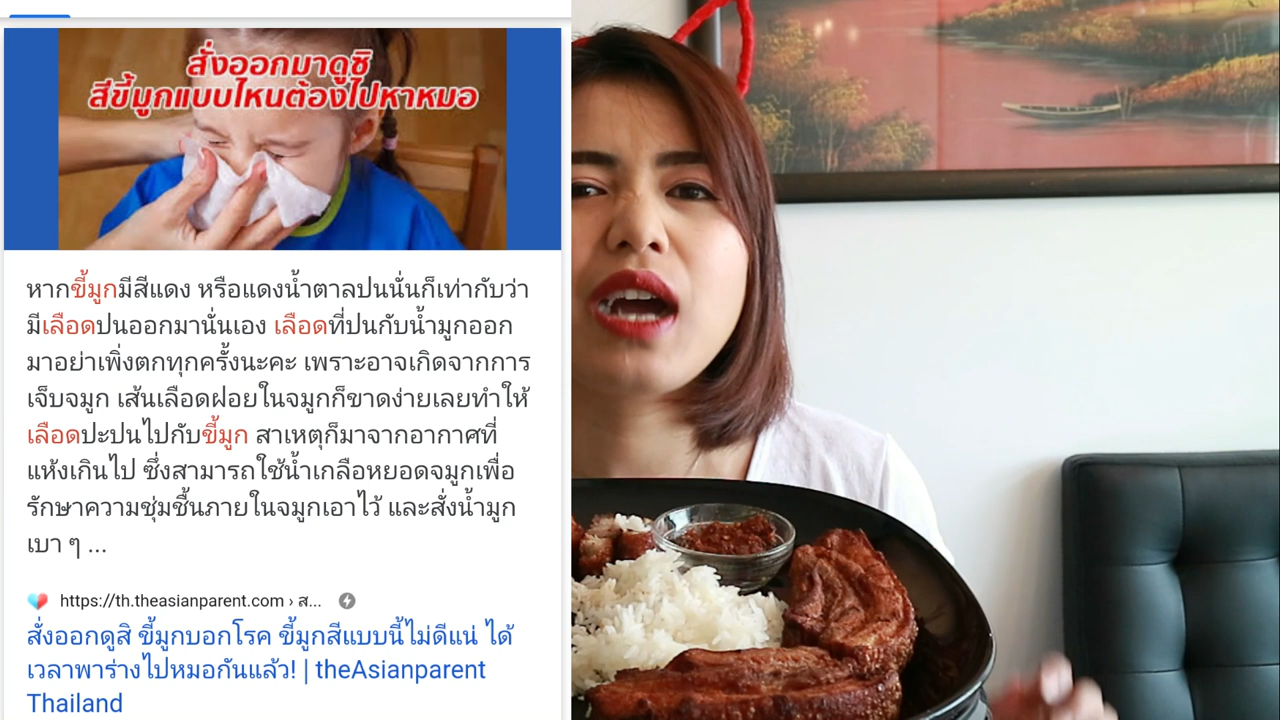 สั่งออกมาดูซิ
สีขี้มูกแบบไหนต้องไปหาหมอ
หากขี้มูกมีสีแดง หรือแดงน้ำตาลปนนั่นก็เท่ากับว่า
มีเลือดปนออกมานั่นเอง เลือดที่ปนกับน้ำมูกออก
มาอย่าเพิ่งตกทุกครั้งนะคะ เพราะอาจเกิดจากการ
เจ็บจมูก เส้นเลือดฝอยในจมูกก็ขาดง่ายเลยทำให้
เลือดปะปนไปกับขี้มูก สาเหตุก็มาจากอากาศที่
แห้งเกินไป ซึ่งสามารถใช้น้ำเกลือหยอดจมูกเพื่อ
รักษาความชุ่มชื้นภายในจมูกเอาไว้ และสั่งน้ำมูก
เบา ๆ ...
https://th.theasianparent.com › ส...
สั่งออกดูสิ ขี้มูกบอกโรค ขี้มูกสีแบบนี้ไม่ดีแน่ ได้
เวลาพาร่างไปหมอกันแล้ว! | theAsianparent
Thailand